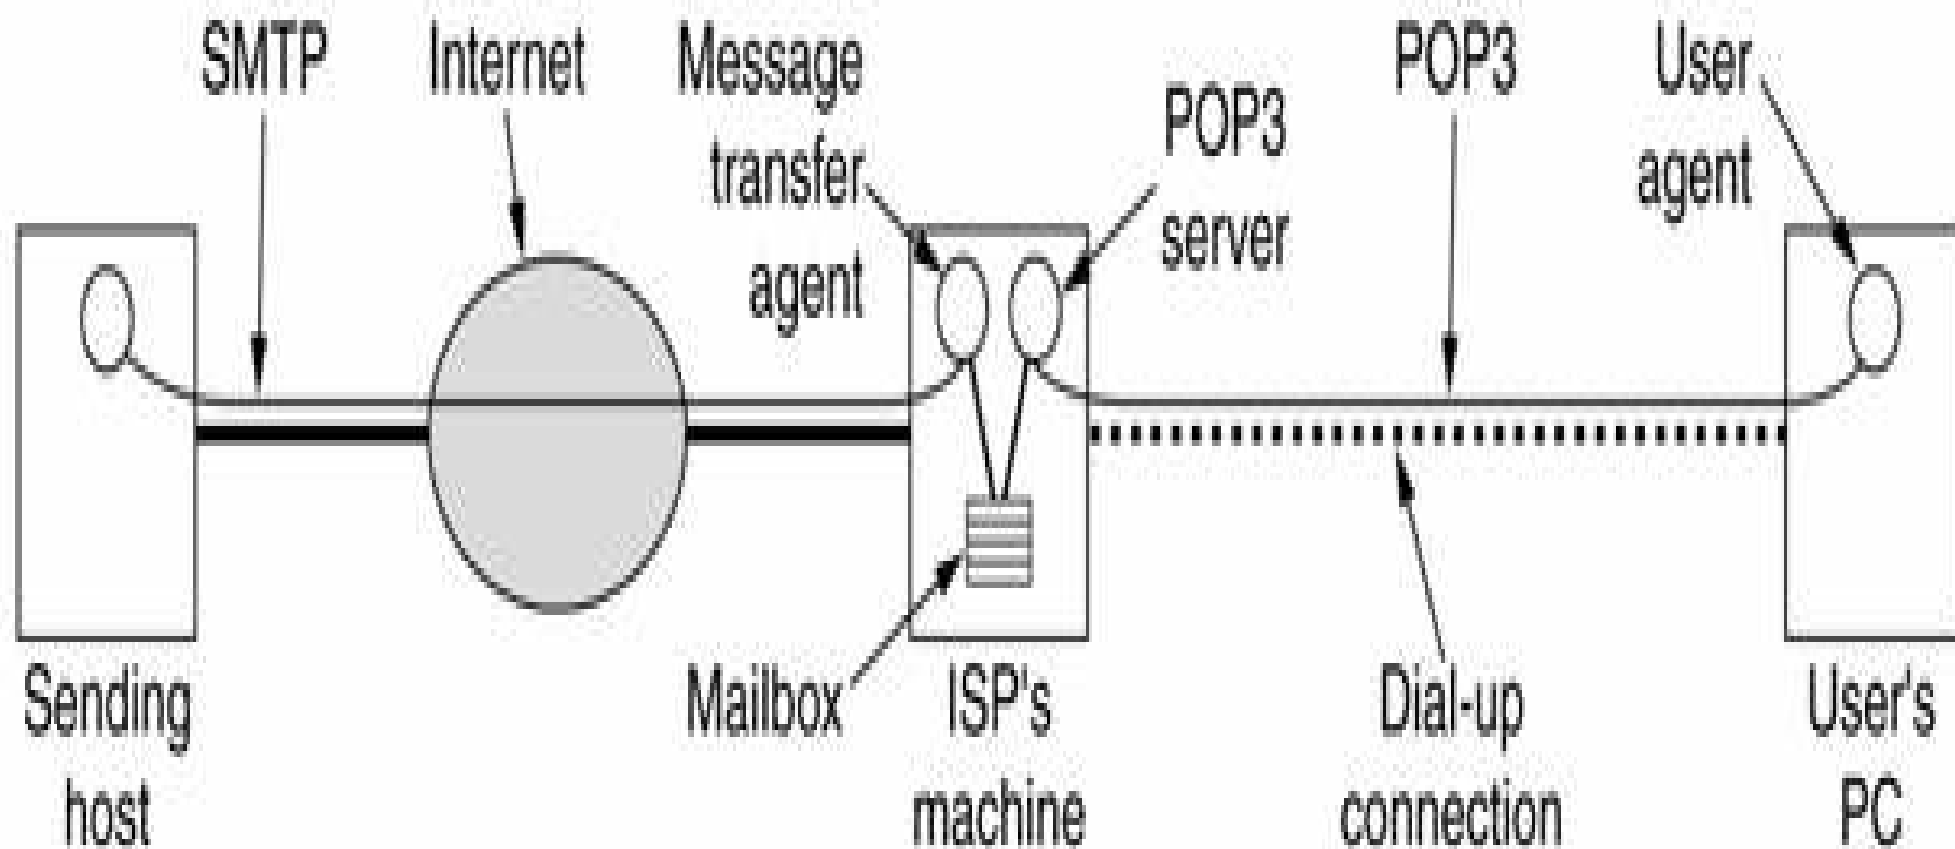 SMTP
Internet
Message
transfer
agent
POP3
server
POP3
User
agent
Sending
host
Mailbox
ISP's
machine
Dial-up
connection
User's
PC